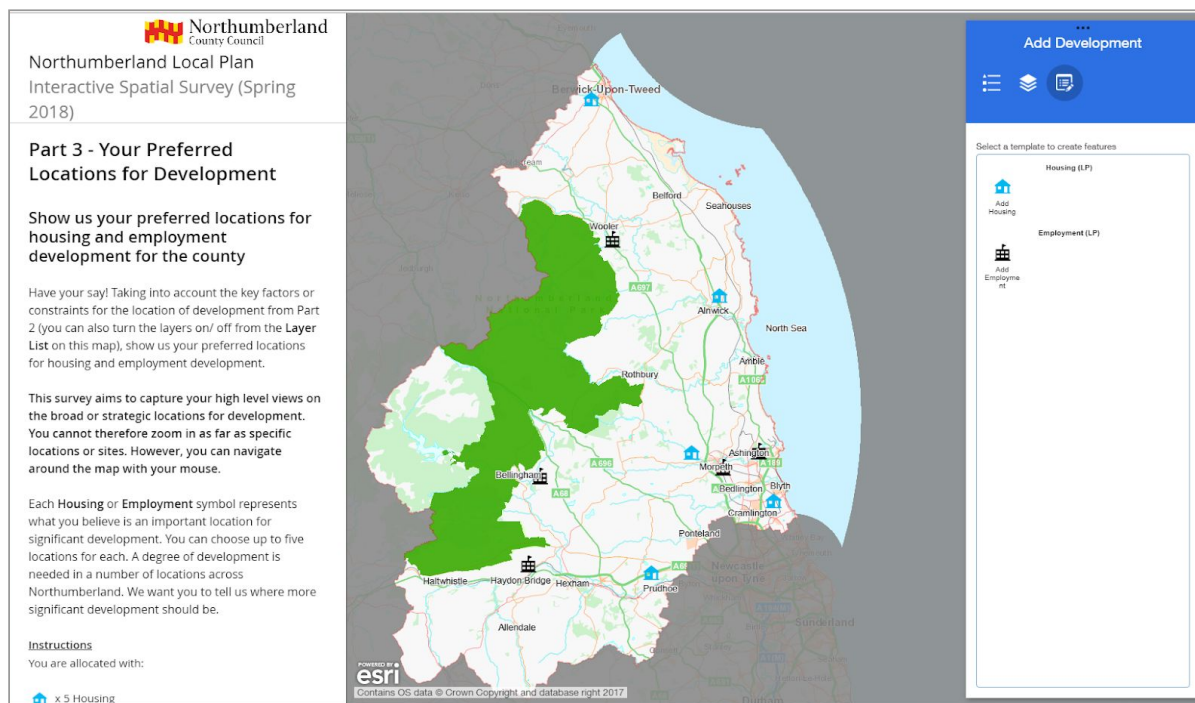 Northumberland
County Council
Northumberland Local Plan
Interactive Spatial Survey (Spring
2018)
Part 3 - Your Preferred
Locations for Development
Show us your preferred locations for
housing and employment
development for the county
Have your say! Taking into account the key factors or
constraints for the location of development from Part
2 (you can also turn the layers on/ off from the Layer
List on this map), show us your preferred locations
for housing and employment development.
This survey aims to capture your high level views on
the broad or strategic locations for development.
You cannot therefore zoom in as far as specific
locations or sites. However, you can navigate
around the map with your mouse.
Each Housing or Employment symbol represents
what you believe is an important location for
significant development. You can choose up to five
locations for each. A degree of development is
needed in a number of locations across
Northumberland. We want you to tell us where more
significant development should be.
Instructions
You are allocated with:
x 5 Housing
Berwick-Upon-Tweed
Belford
Seahouses
Wooler
A697
Alnwick
North Sea
Amble
Rothbury
Ashington
A696
Morpeth
A189
Bellingham
A68
Bedlington
Blyth
Cramlington
Ponteland
Newcastle
upon Tyne
Haltwhistle
Haydon Bridge
Hexham
Prudhoe
Sunderland
Allendale
Durham
POWERED BY
esri
Contains OS data © Crown Copyright and database right 2017
Add Development
Select a template to create features
Housing (LP)
Add
Housing
Employment (LP)
Add
Employme
nt